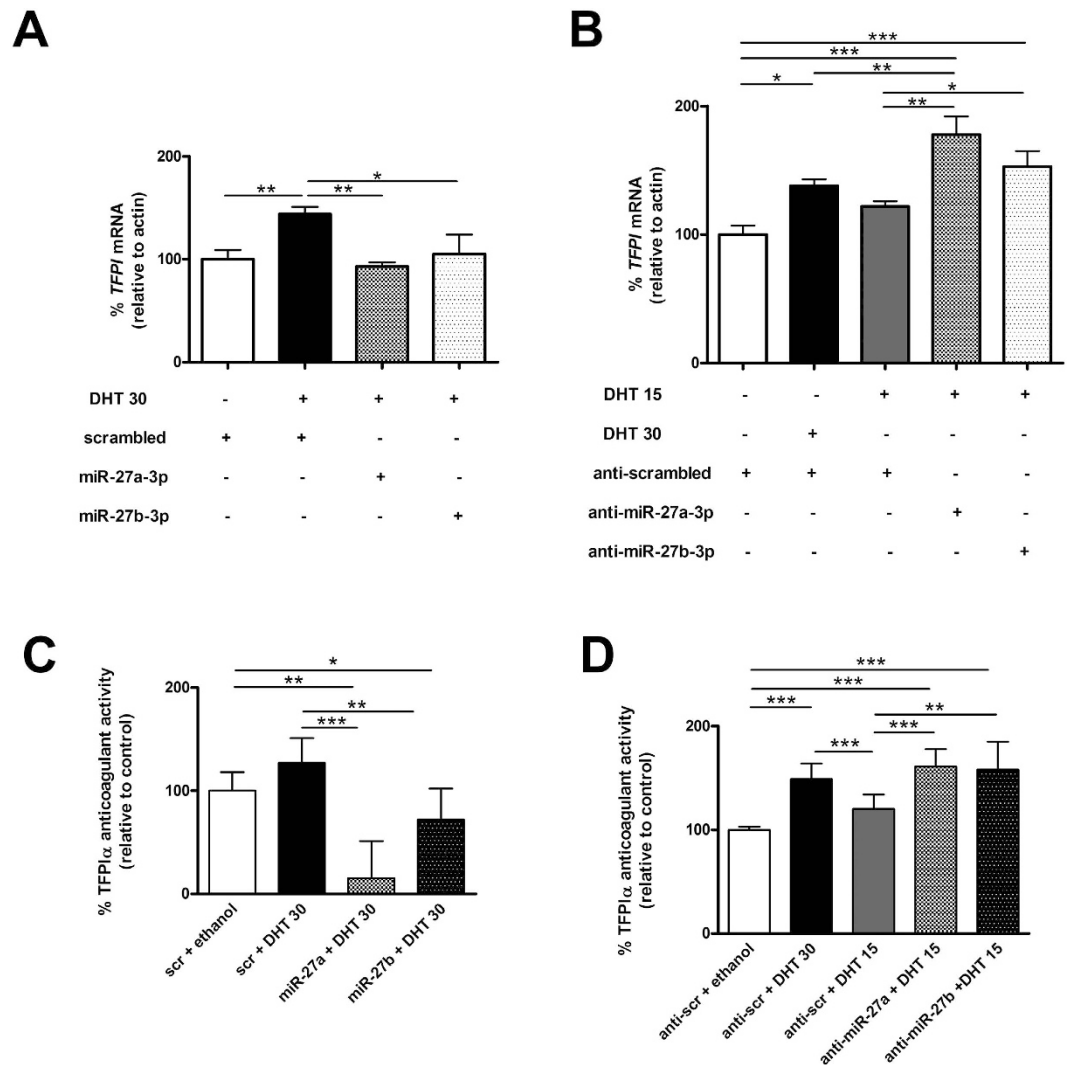 A
% TFPI mRNA
(relative to actin)
200
100
0
**
**
*
DHT 30 - + + +
scrambled + + - -
miR-27a-3p - - + -
miR-27b-3p - - - +
B
% TFPI mRNA
(relative to actin)
200
100
0
***
***
*
**
*
**
DHT 15 - - + + +
DHT 30 - + - - -
anti-scrambled + + + - -
anti-miR-27a-3p - - - + -
anti-miR-27b-3p - - - - +
C
% TFPIα anticoagulant activity
(relative to control)
200
100
0
*
**
**
***
scr + ethanol
scr + DHT 30
miR-27a + DHT 30
miR-27b + DHT 30
D
% TFPIα anticoagulant activity
(relative to control)
200
100
0
***
***
***
**
***
***
anti-scr + ethanol
anti-scr + DHT 30
anti-scr + DHT 15
anti-miR-27a + DHT 15
anti-miR-27b +DHT 15